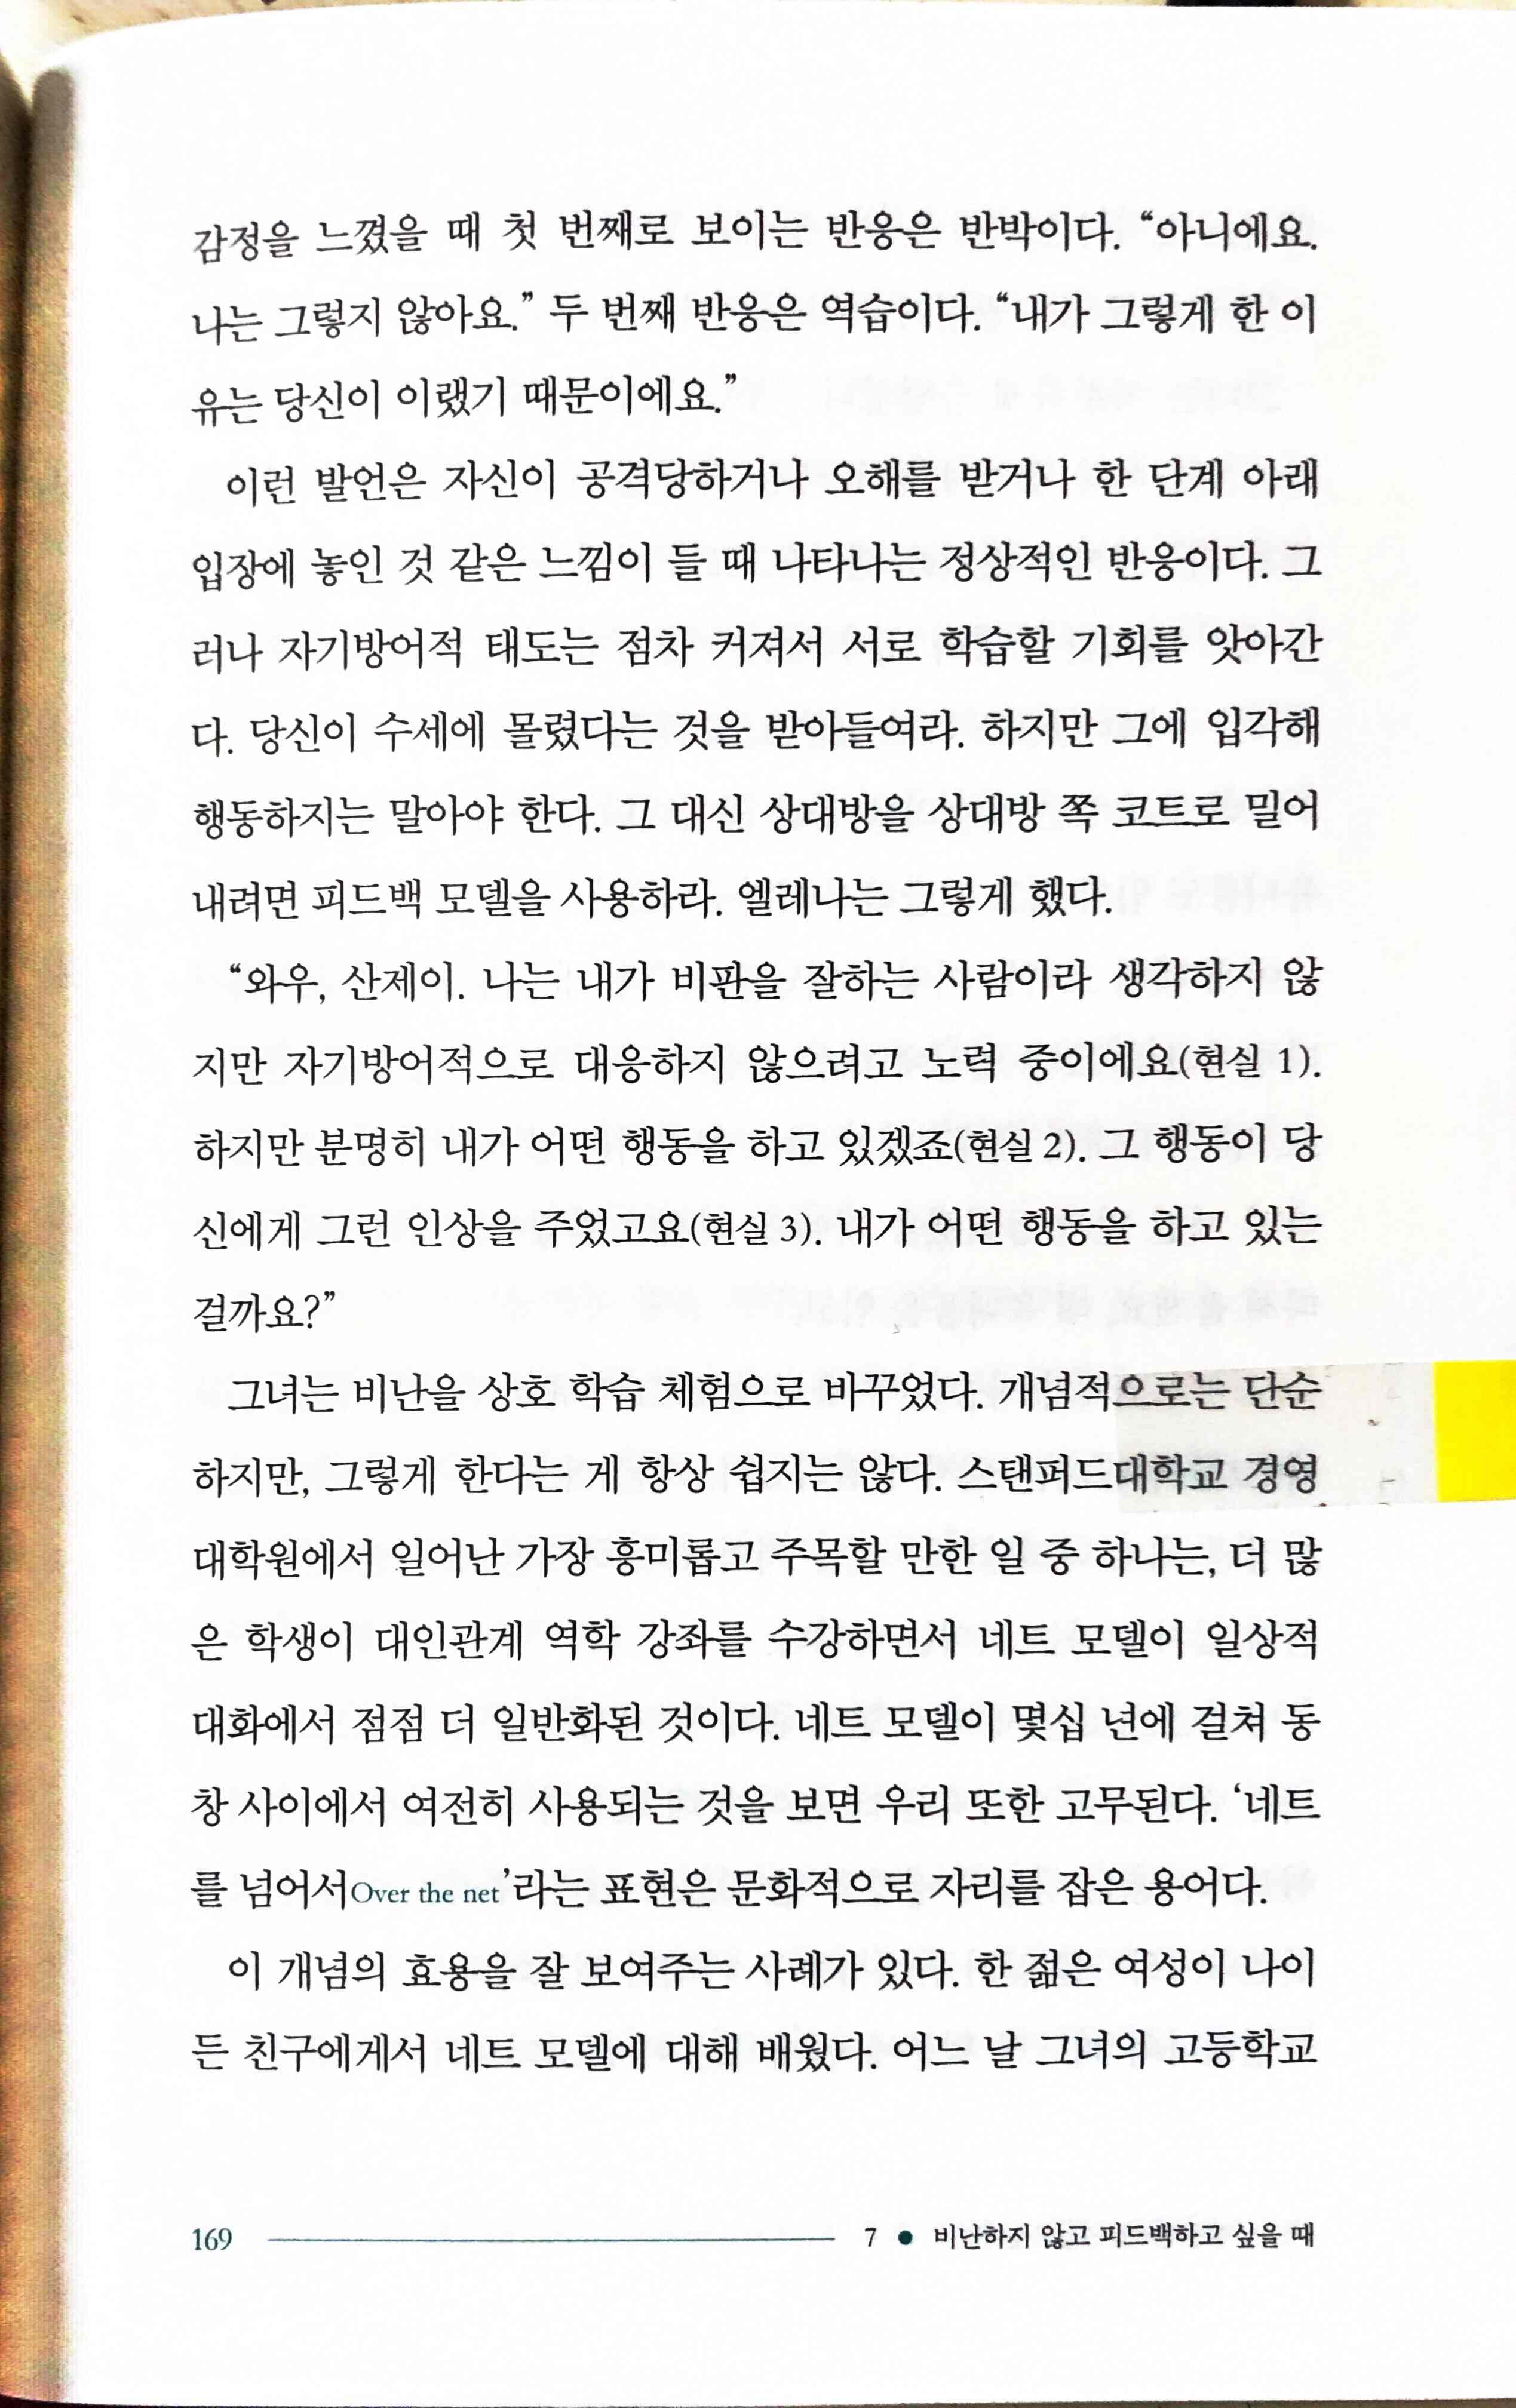 감정을 느꼈을 때 첫 번째로 보이는 반응은 반박이다. “아니에요.
나는 그렇지 않아요.” 두 번째 반응은 역습이다. “내가 그렇게 한 이
유는 당신이 이랬기 때문이에요.”
이런 발언은 자신이 공격당하거나 오해를 받거나 한 단계 아래
입장에 놓인 것 같은 느낌이 들 때 나타나는 정상적인 반응이다. 그
러나 자기방어적 태도는 점차 커져서 서로 학습할 기회를 앗아간
다. 당신이 수세에 몰렸다는 것을 받아들여라. 하지만 그에 입각해
행동하지는 말아야 한다. 그 대신 상대방을 상대방 쪽 코트로 밀어
내려면 피드백 모델을 사용하라. 엘레나는 그렇게 했다.
“와우, 산제이. 나는 내가 비판을 잘하는 사람이라 생각하지 않
지만 자기방어적으로 대응하지 않으려고 노력 중이에요(현실 1).
하지만 분명히 내가 어떤 행동을 하고 있겠죠(현실 2). 그 행동이 당
신에게 그런 인상을 주었고요(현실 3). 내가 어떤 행동을 하고 있는
걸까요?”
그녀는 비난을 상호 학습 체험으로 바꾸었다. 개념적으로는 단순
하지만, 그렇게 한다는 게 항상 쉽지는 않다. 스탠퍼드대학교 경영
대학원에서 일어난 가장 흥미롭고 주목할 만한 일 중 하나는, 더 많
은 학생이 대인관계 역학 강좌를 수강하면서 네트 모델이 일상적
대화에서 점점 더 일반화된 것이다. 네트 모델이 몇십 년에 걸쳐 동
창 사이에서 여전히 사용되는 것을 보면 우리 또한 고무된다. ‘네트
를 넘어서Over the net’라는 표현은 문화적으로 자리를 잡은 용어다.
이 개념의 효용을 잘 보여주는 사례가 있다. 한 젊은 여성이 나이
든 친구에게서 네트 모델에 대해 배웠다. 어느 날 그녀의 고등학교
169 7 ● 비난하지 않고 피드백하고 싶을 때